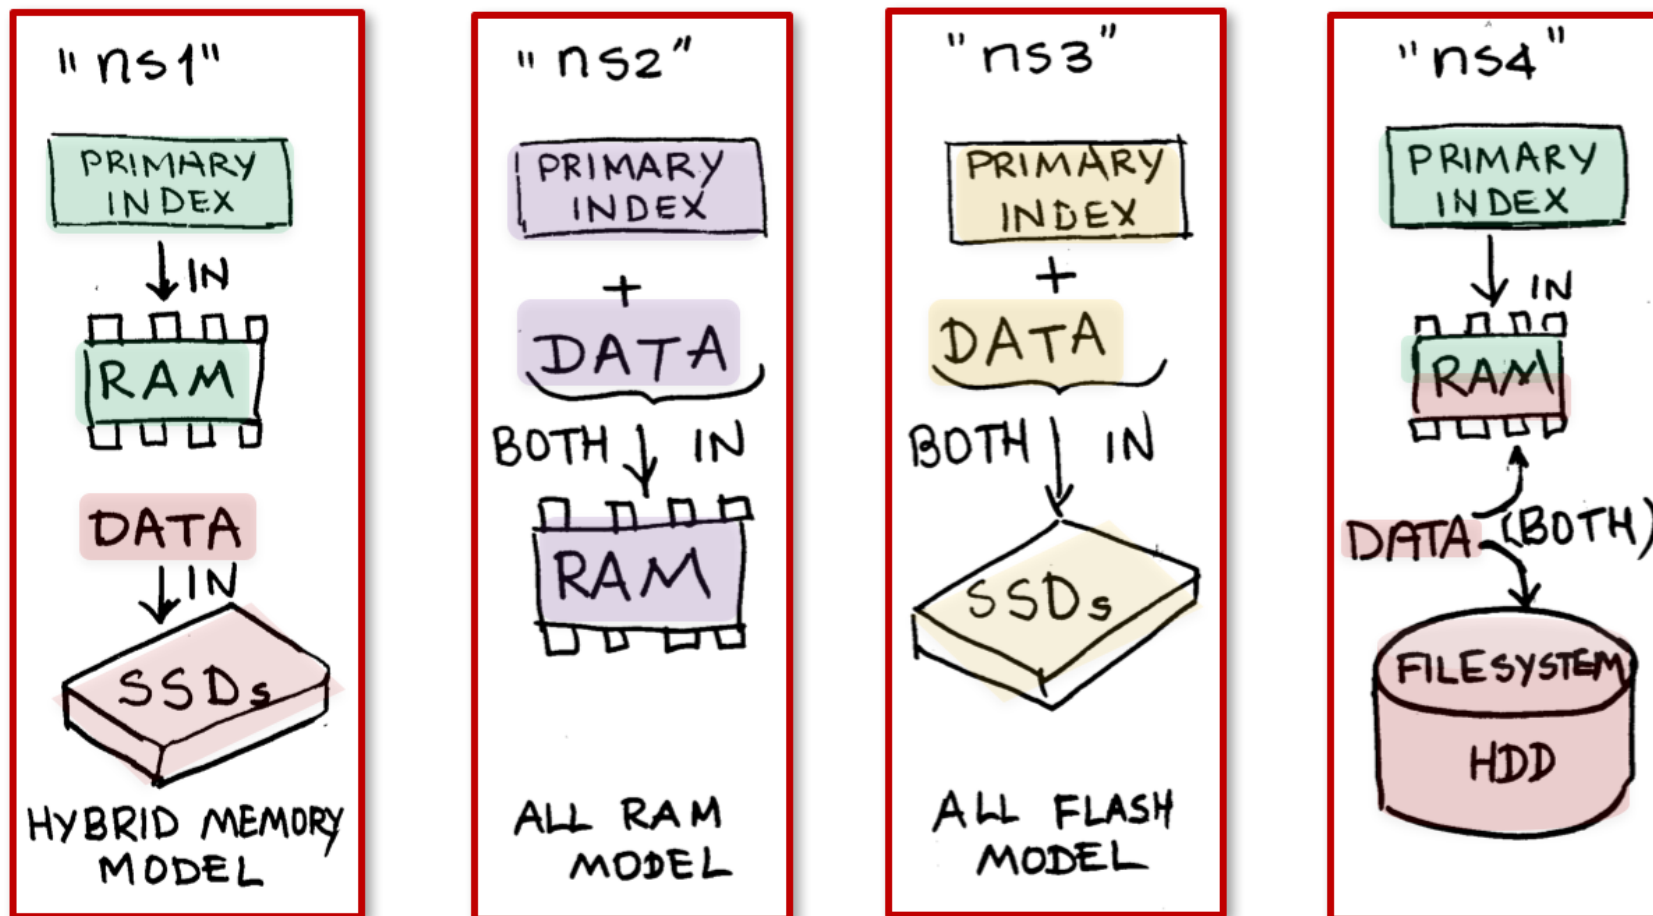 "ns1"
PRIMARY
INDEX
IN
RAM
DATA
IN
SSDs
HYBRID MEMORY
MODEL
"ns2"
PRIMARY
INDEX
+
DATA
BOTH IN
RAM
ALL RAM
MODEL
"ns3"
PRIMARY
INDEX
+
DATA
BOTH IN
SSDs
ALL FLASH
MODEL
"ns4"
PRIMARY
INDEX
IN
RAM
DATA (BOTH)
FILESYSTEM
HDD